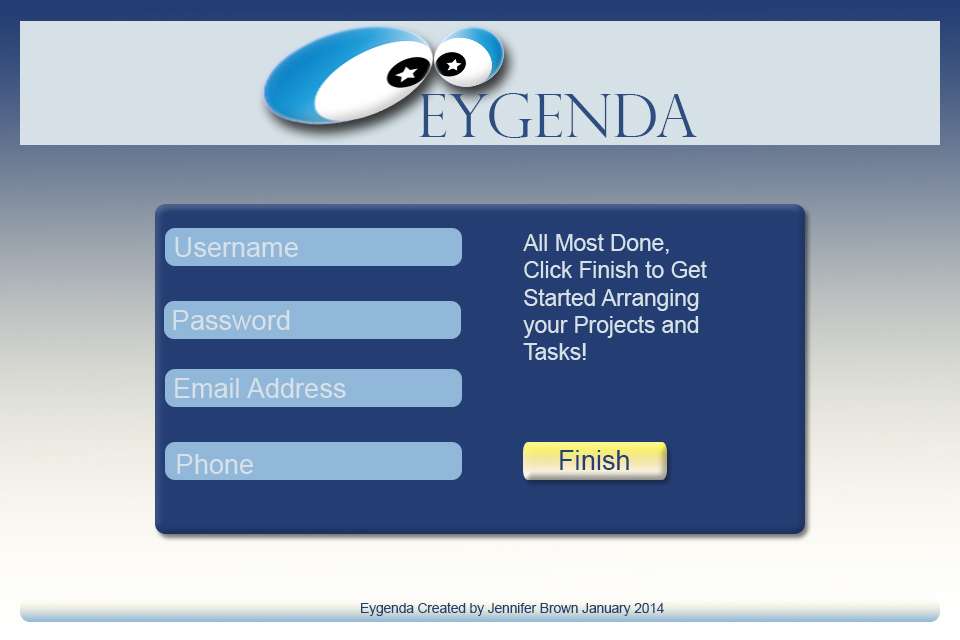 EYGENDA
Username
Password
Email Address
Phone
All Most Done,
Click Finish to Get
Started Arranging
your Projects and
Tasks!
Finish
Eygenda Created by Jennifer Brown January 2014